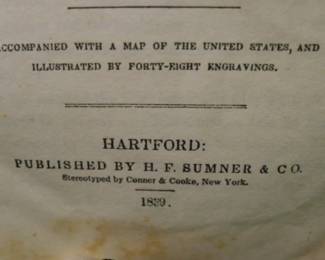 ACCOMPANIED WITH A MAP OF THE UNITED STATES, AND
ILLUSTRATED BY FORTY-EIGHT ENGRAVINGS.
HARTFORD:
PUBLISHED BY H. F. SUMNER & CO.
Stereotyped by Conner & Cooke, New York.
1839.